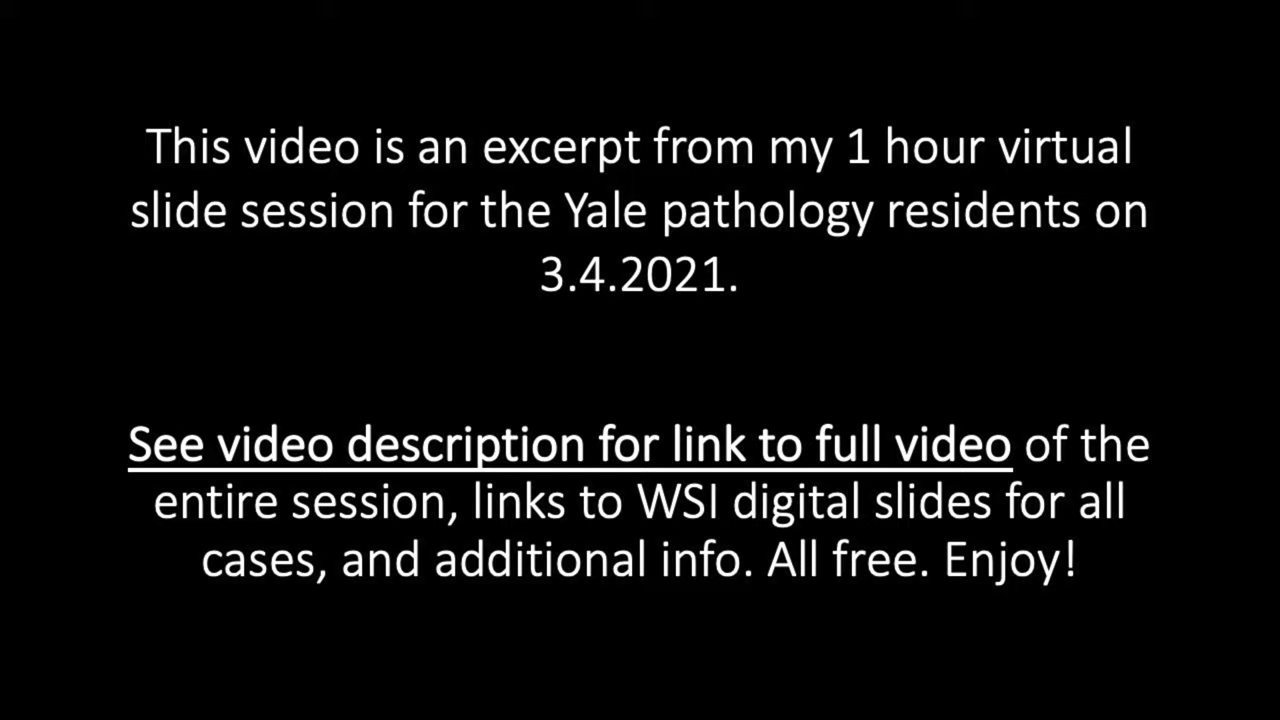 This video is an excerpt from my 1 hour virtual
slide session for the Yale pathology residents on
3.4.2021.
See video description for link to full video of the
entire session, links to WSI digital slides for all
cases, and additional info. All free. Enjoy!